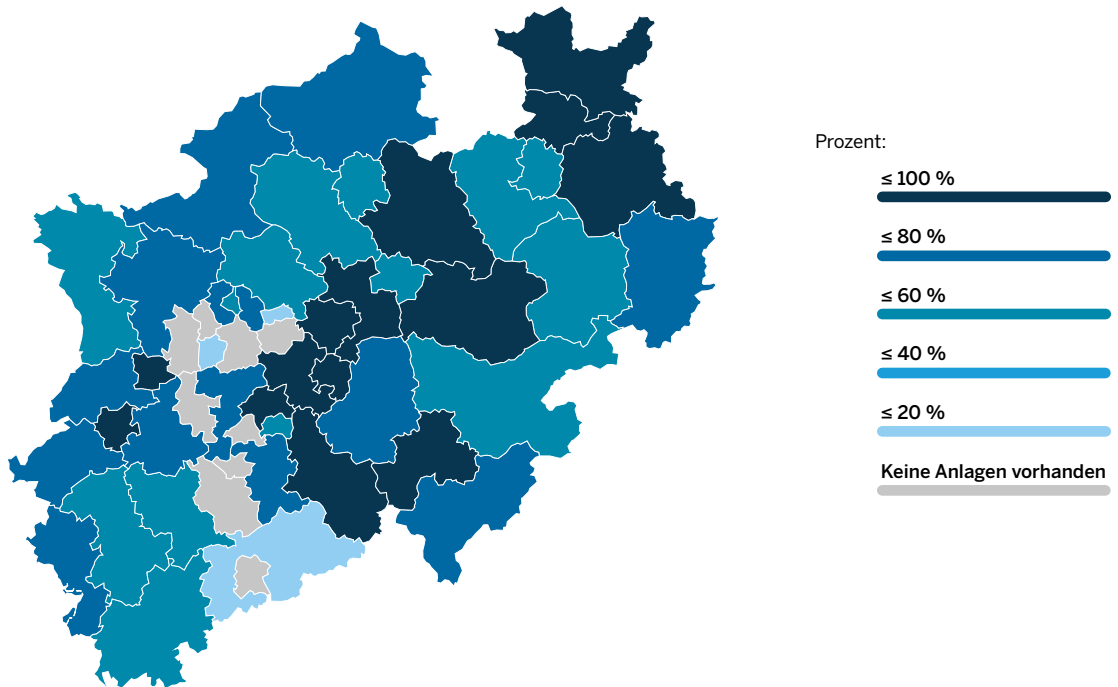 Prozent:
≤ 100 %
≤ 80 %
≤ 60 %
≤ 40 %
≤ 20 %
Keine Anlagen vorhanden